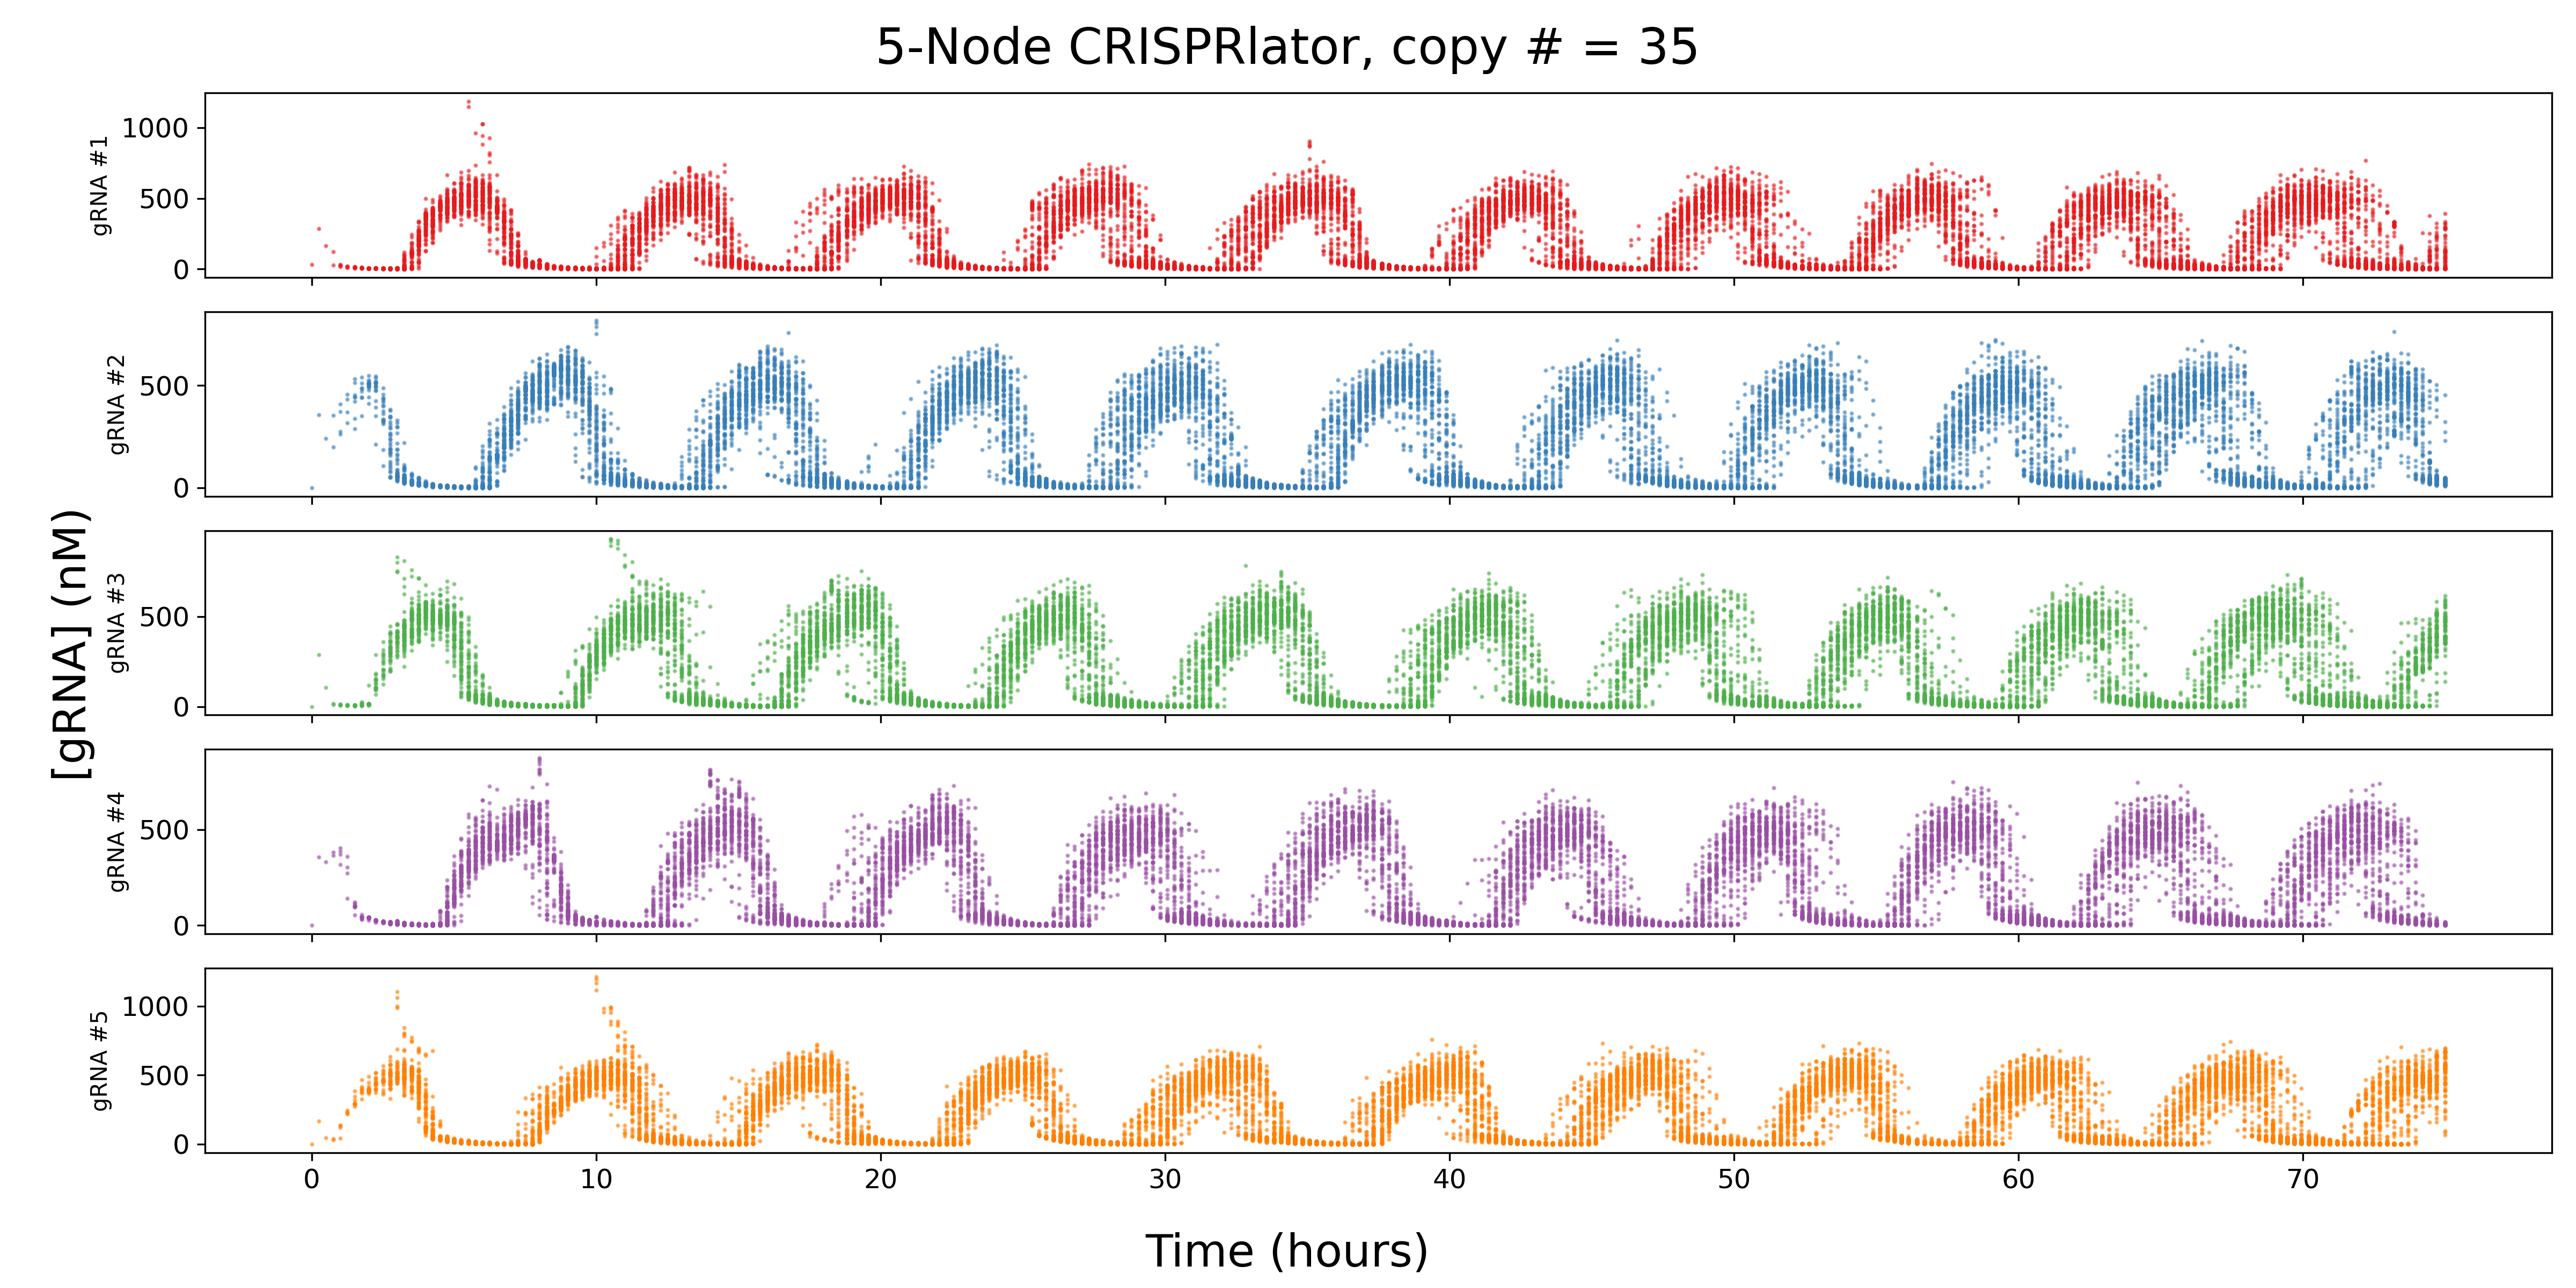 5-Node CRISPRlator, copy # = 35
[gRNA] (nM)
gRNA #1
1000
500
0
gRNA #2
500
0
gRNA #3
500
0
gRNA #4
500
0
gRNA #5
1000
500
0
0 10 20 30 40 50 60 70
Time (hours)